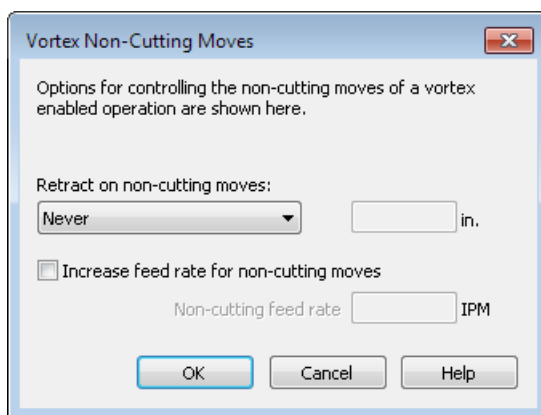 Vortex Non-Cutting Moves
Options for controlling the non-cutting moves of a vortex
enabled operation are shown here.
Retract on non-cutting moves:
Never
in.
Increase feed rate for non-cutting moves
Non-cutting feed rate
IPM
OK
Cancel
Help